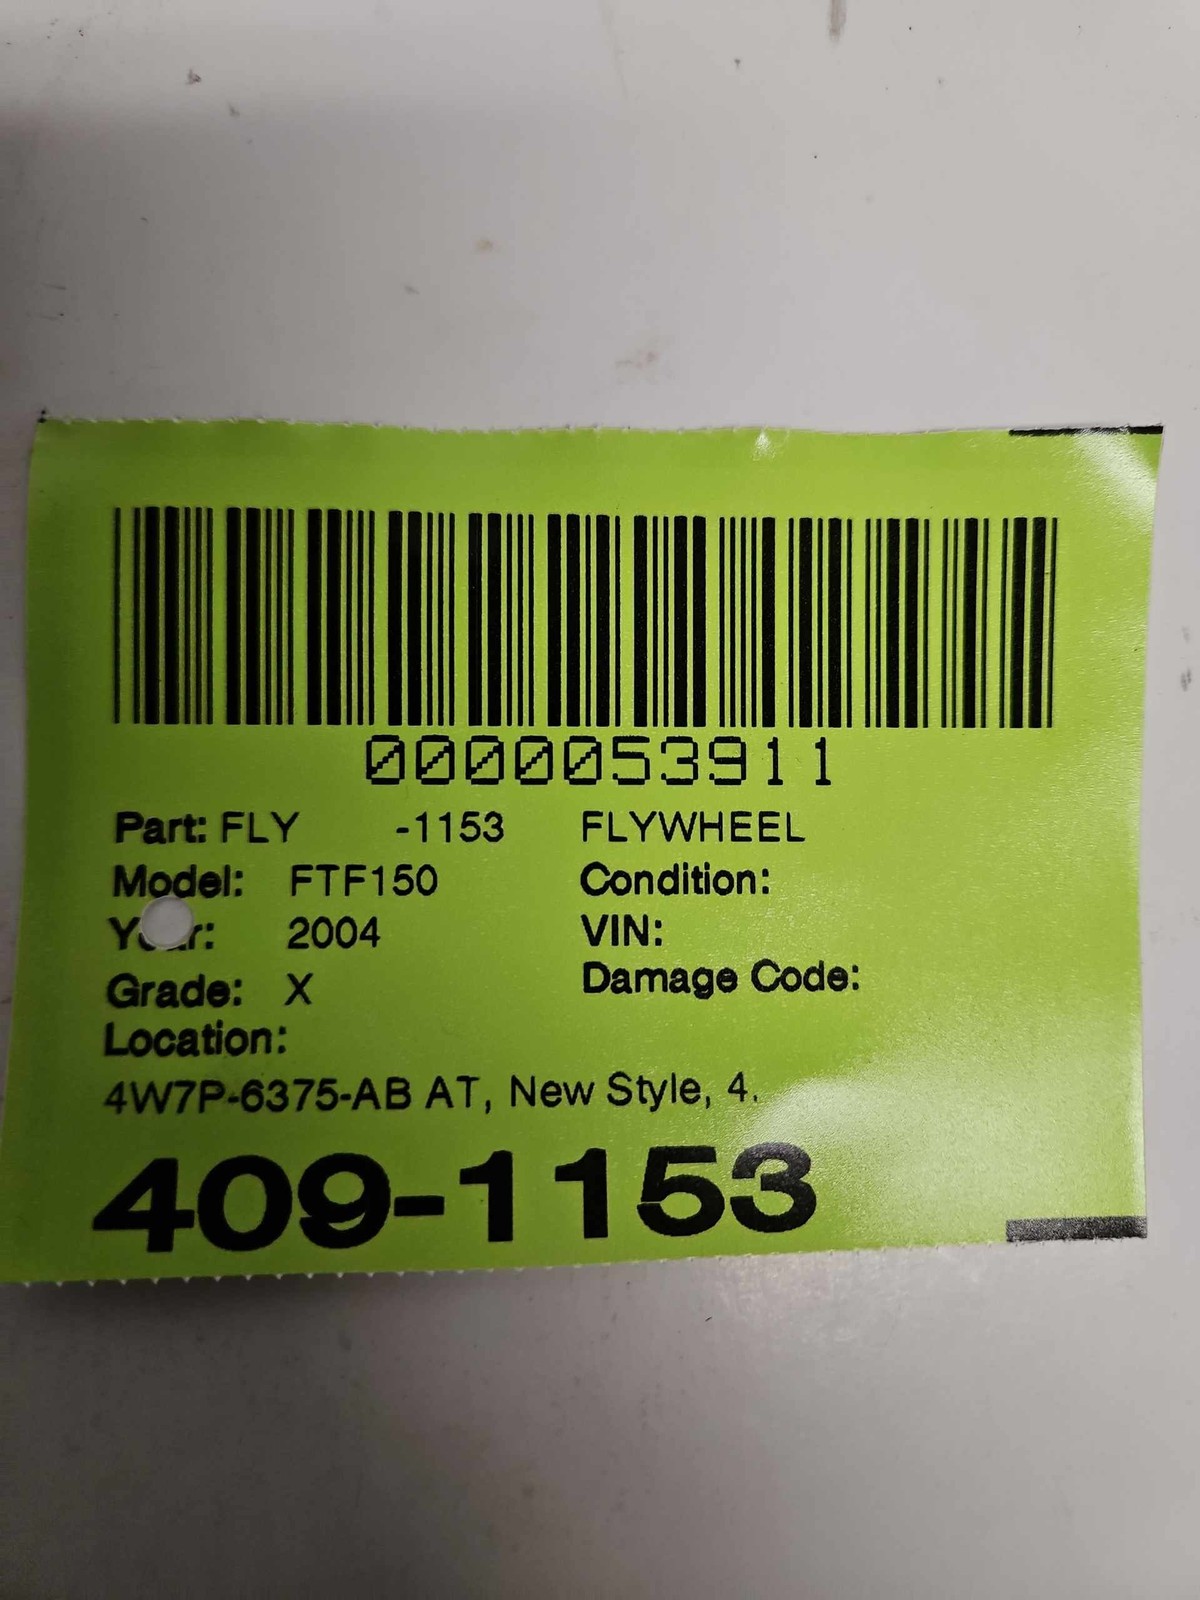 0000053911
Part: FLY -1153 FLYWHEEL
Model: FTF150 Condition:
Year: 2004 VIN:
Grade: X Damage Code:
Location:
4W7P-6375-AB AT, New Style, 4.
409-1153